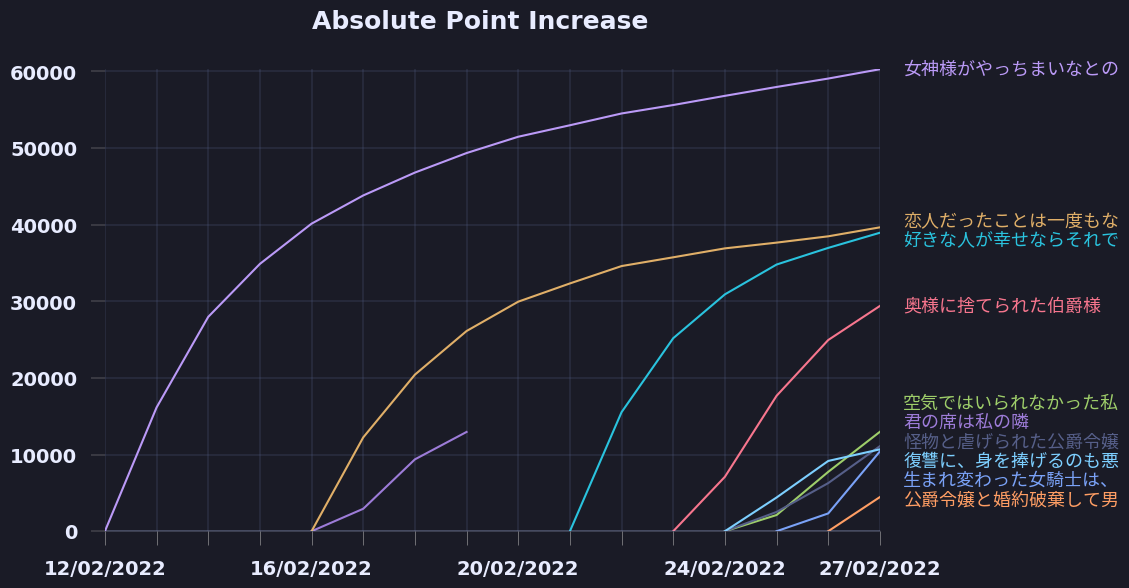 Absolute Point Increase
60000
50000
40000
30000
20000
10000
0
12/02/2022
16/02/2022
20/02/2022
24/02/2022
27/02/2022
女神様がやっちまいなとの
恋人だったことは一度もな
好きな人が幸せならそれで
奥様に捨てられた伯爵様
空気ではいられなかった私
君の席は私の隣
怪物と虐げられた公爵令嬢
復讐に、身を捧げるのも悪
生まれ変わった女騎士は、
公爵令嬢と婚約破棄して男